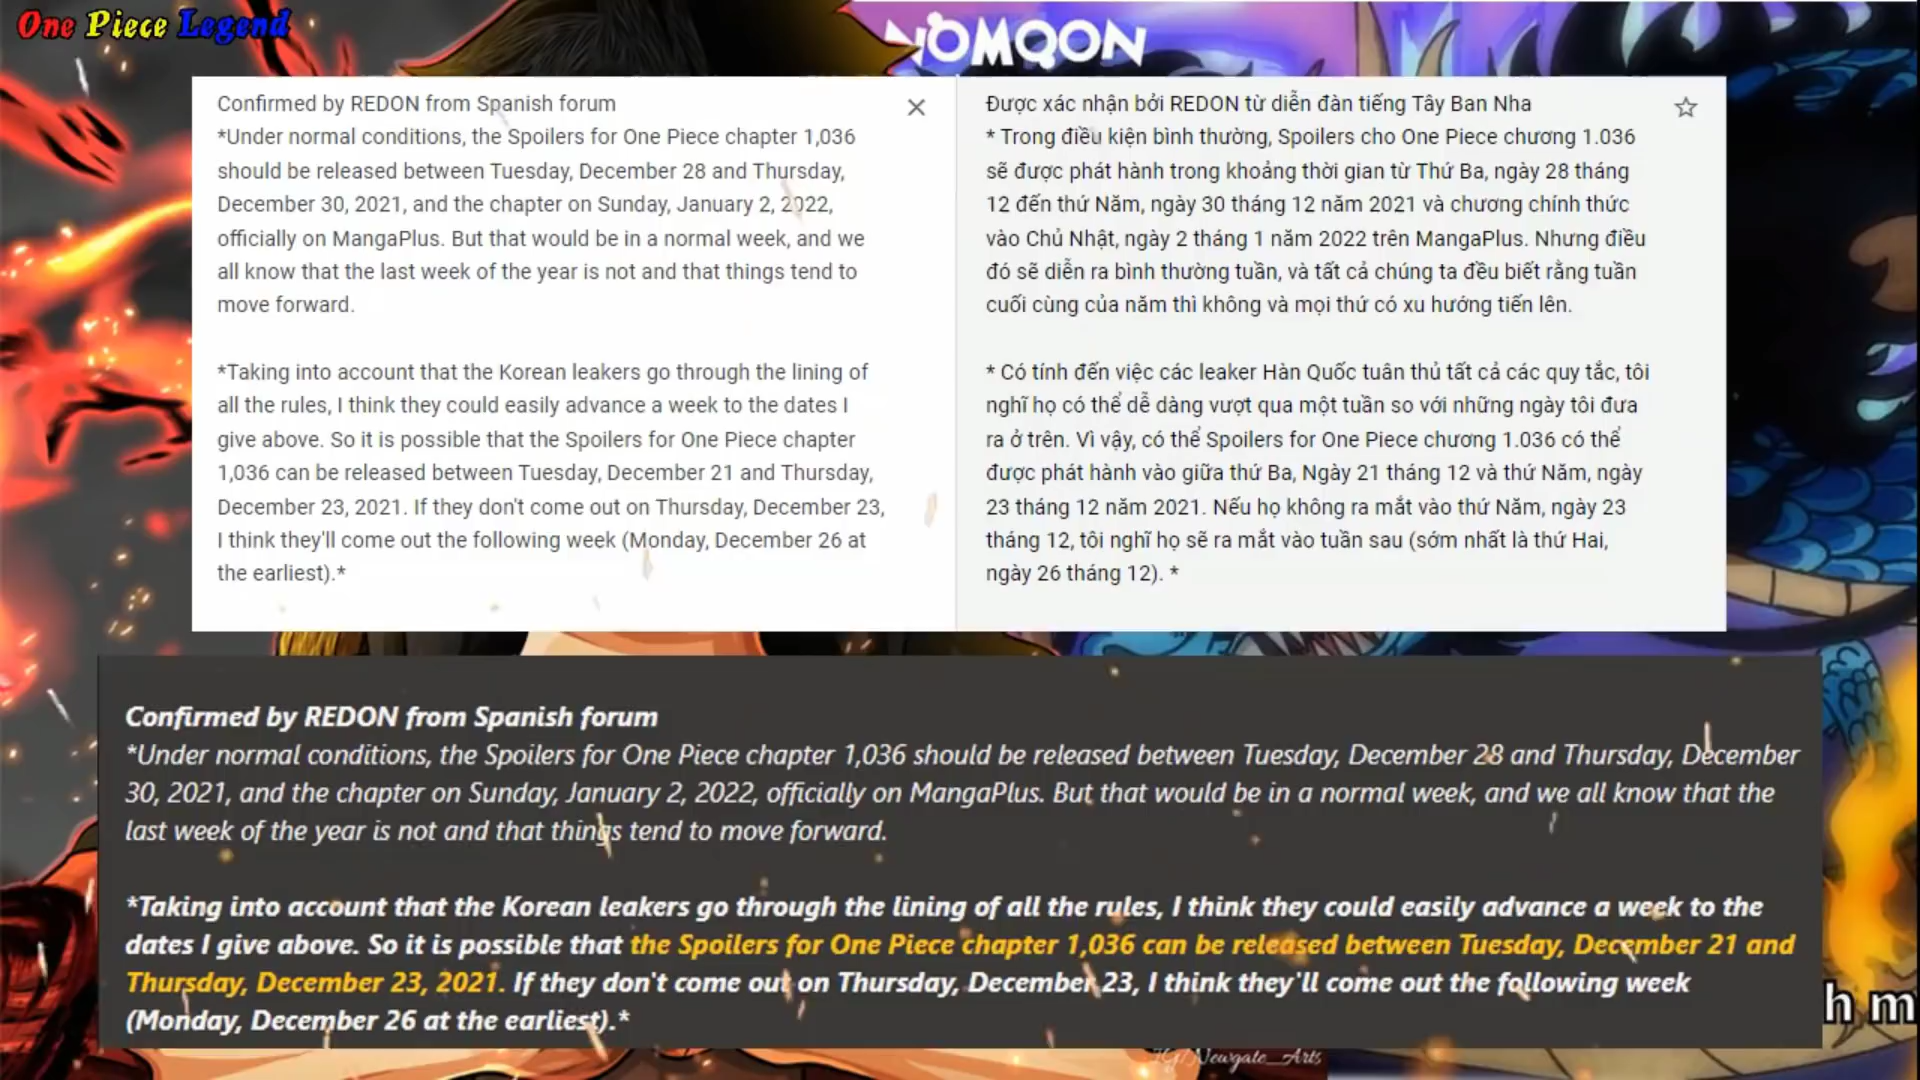 One Piece Legend
Confirmed by REDON from Spanish forum
*Under normal conditions, the Spoilers for One Piece chapter 1,036
should be released between Tuesday, December 28 and Thursday,
December 30, 2021, and the chapter on Sunday, January 2, 2022,
officially on MangaPlus. But that would be in a normal week, and we
all know that the last week of the year is not and that things tend to
move forward.
*Taking into account that the Korean leakers go through the lining of
all the rules, I think they could easily advance a week to the dates I
give above. So it is possible that the Spoilers for One Piece chapter
1,036 can be released between Tuesday, December 21 and Thursday,
December 23, 2021. If they don't come out on Thursday, December 23,
I think they'll come out the following week (Monday, December 26 at
the earliest).*
Được xác nhận bởi REDON từ diễn đàn tiếng Tây Ban Nha
* Trong điều kiện bình thường, Spoilers cho One Piece chương 1.036
sẽ được phát hành trong khoảng thời gian từ Thứ Ba, ngày 28 tháng
12 đến thứ Năm, ngày 30 tháng 12 năm 2021 và chương chính thức
vào Chủ Nhật, ngày 2 tháng 1 năm 2022 trên MangaPlus. Nhưng điều
đó sẽ diễn ra bình thường tuần, và tất cả chúng ta đều biết rằng tuần
cuối cùng của năm thì không và mọi thứ có xu hướng tiến lên.
* Có tính đến việc các leaker Hàn Quốc tuân thủ tất cả các quy tắc, tôi
nghĩ họ có thể dễ dàng vượt qua một tuần so với những ngày tôi đưa
ra ở trên. Vì vậy, có thể Spoilers for One Piece chương 1.036 có thể
được phát hành vào giữa thứ Ba, Ngày 21 tháng 12 và thứ Năm, ngày
23 tháng 12 năm 2021. Nếu họ không ra mắt vào thứ Năm, ngày 23
tháng 12, tôi nghĩ họ sẽ ra mắt vào tuần sau (sớm nhất là thứ Hai,
ngày 26 tháng 12). *
Confirmed by REDON from Spanish forum
*Under normal conditions, the Spoilers for One Piece chapter 1,036 should be released between Tuesday, December 28 and Thursday, December
30, 2021, and the chapter on Sunday, January 2, 2022, officially on MangaPlus. But that would be in a normal week, and we all know that the
last week of the year is not and that things tend to move forward.
*Taking into account that the Korean leakers go through the lining of all the rules, I think they could easily advance a week to the dates I
give above. So it is possible that the Spoilers for One Piece chapter 1,036 can be released between Tuesday, December 21 and
Thursday, December 23, 2021. If they don't come out on Thursday, December 23, I think they'll come out the following week
(Monday, December 26 at the earliest).*
h m
IG/Newgate_Arts